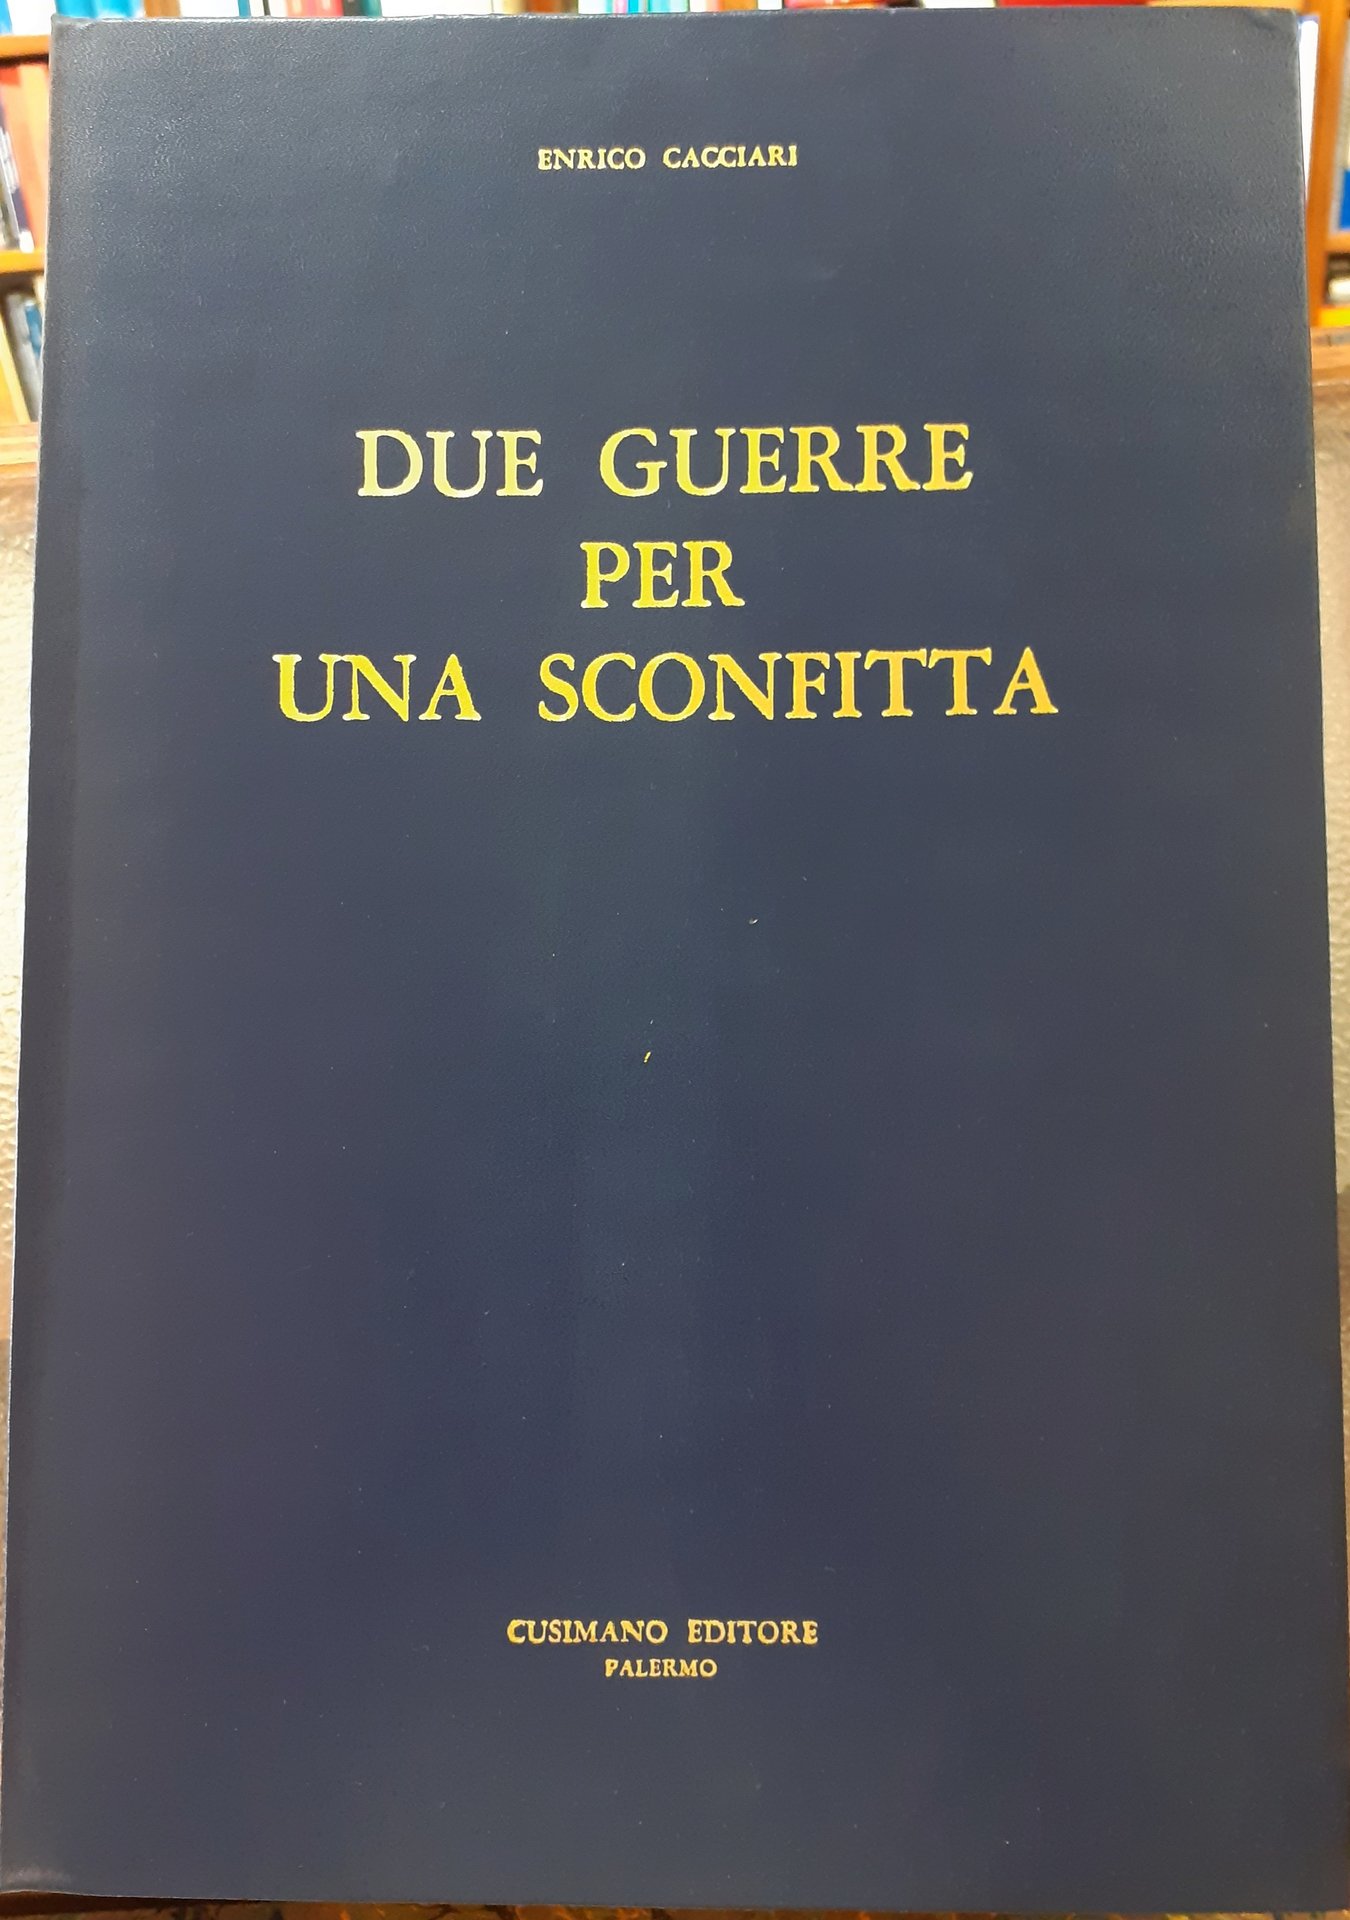 ENRICO CACCIARI
DUE GUERRE
PER
UNA SCONFITTA
CUSIMANO EDITORE
PALERMO